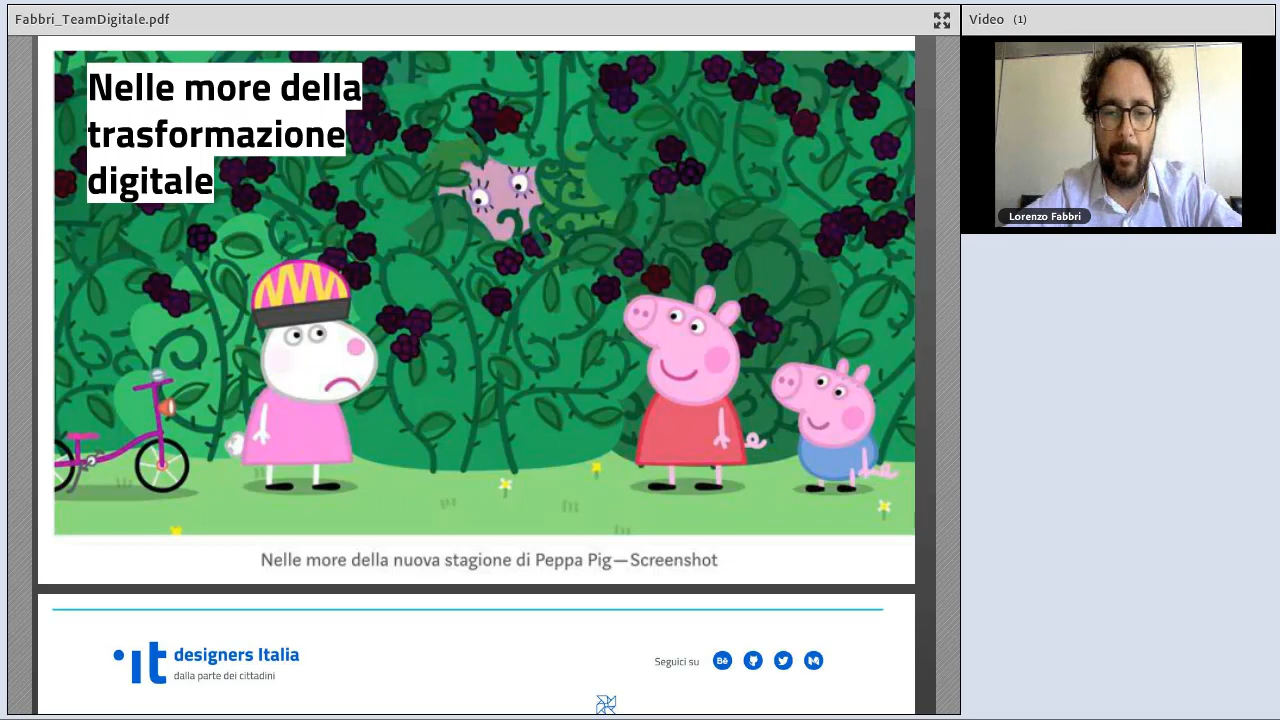 Fabbri_TeamDigitale.pdf
Video (1)
Nelle more della
trasformazione
digitale
Lorenzo Fabbri
Nelle more della nuova stagione di Peppa Pig—Screenshot
it designers Italia
dalla parte dei cittadini
Seguici su Bē